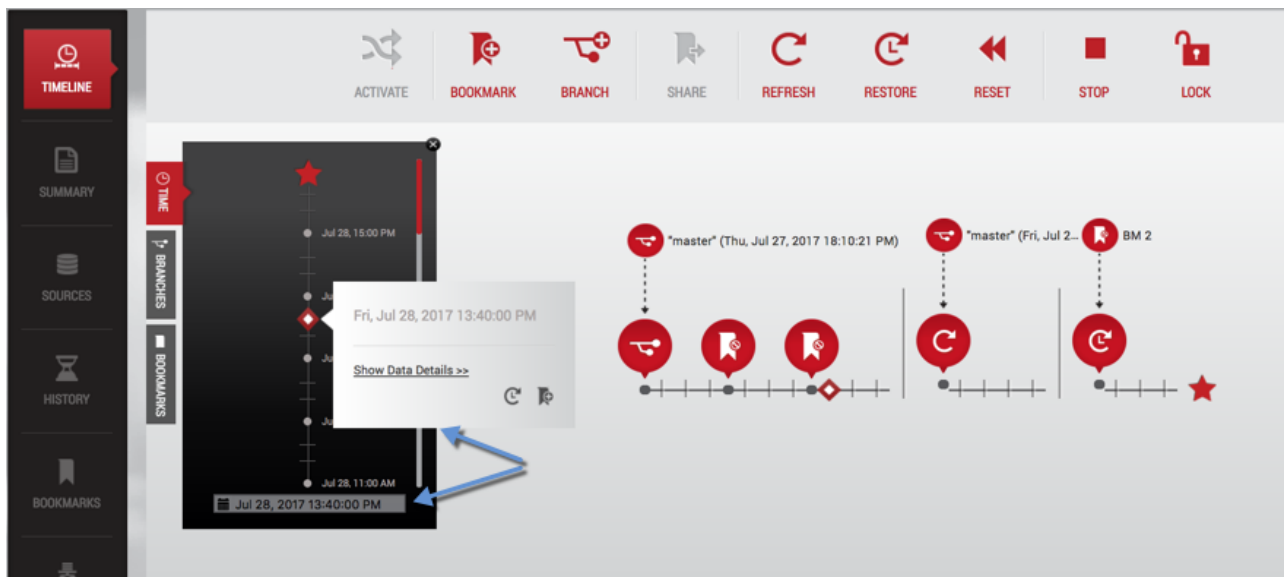 TIMELINE
ACTIVATE
BOOKMARK
BRANCH
SHARE
REFRESH
RESTORE
RESET
STOP
LOCK
SUMMARY
SOURCES
HISTORY
BOOKMARKS
TIME
BRANCHES
BOOKMARKS
Jul 28, 15:00 PM
Fri, Jul 28, 2017 13:40:00 PM
Show Data Details >>
Jul 28, 11:00 AM
Jul 28, 2017 13:40:00 PM
"master" (Thu, Jul 27, 2017 18:10:21 PM)
"master" (Fri, Jul 2...
BM 2